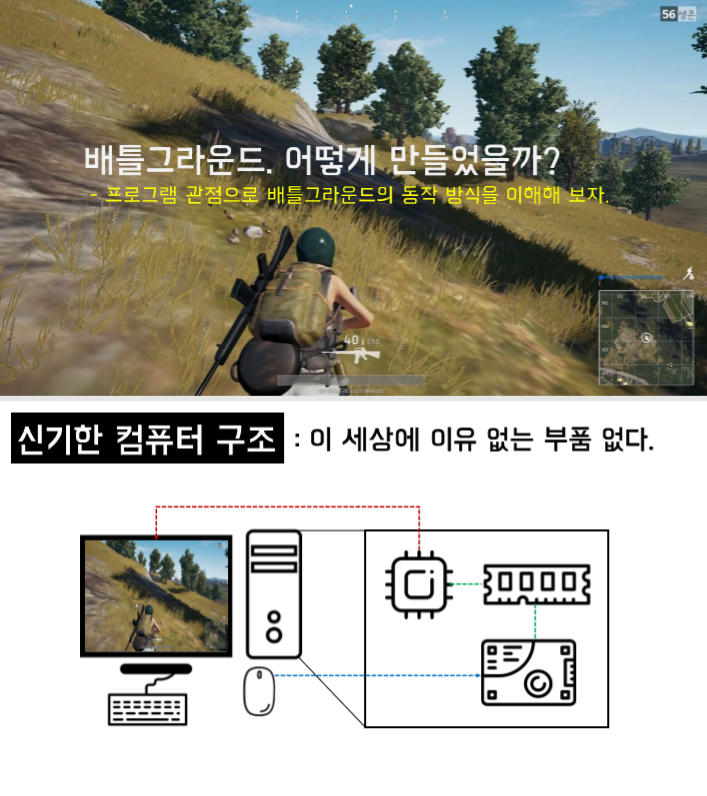 56 생존
배틀그라운드. 어떻게 만들었을까?
- 프로그램 관점으로 배틀그라운드의 동작 방식을 이해해 보자.
40 | 158
신기한 컴퓨터 구조 : 이 세상에 이유 없는 부품 없다.